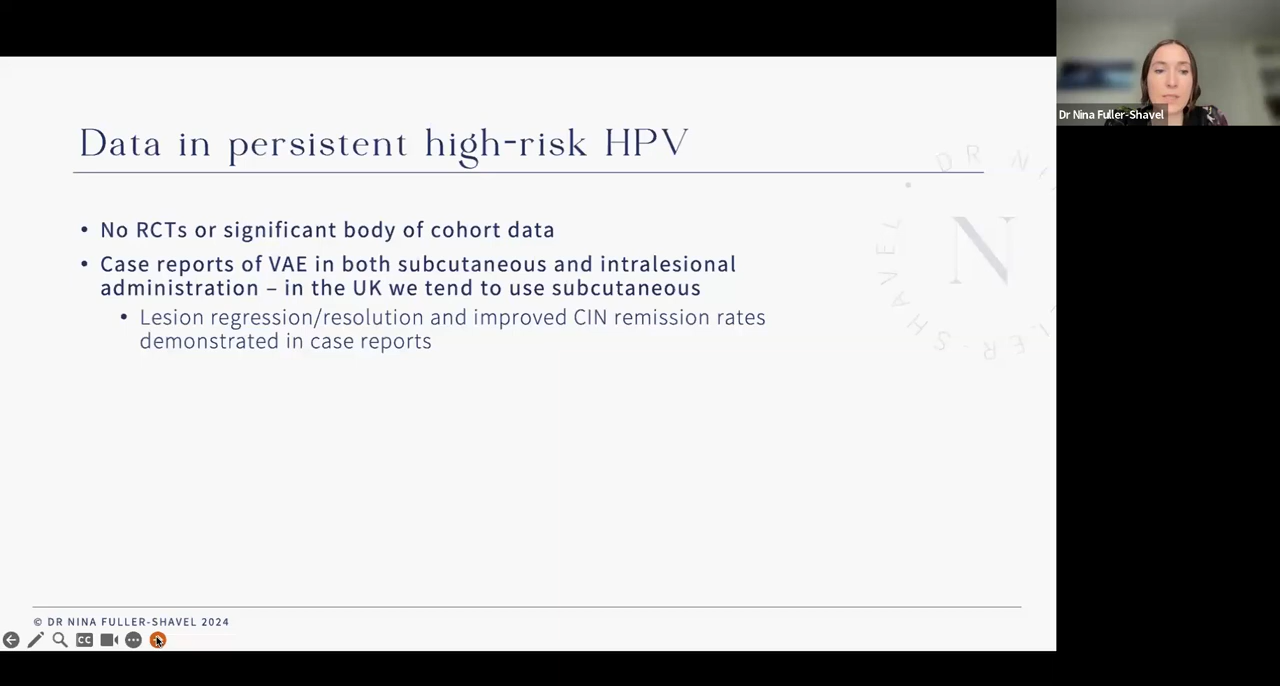 Dr Nina Fuller-Shavel
Data in persistent high-risk HPV
• No RCTs or significant body of cohort data
• Case reports of VAE in both subcutaneous and intralesional
administration – in the UK we tend to use subcutaneous
• Lesion regression/resolution and improved CIN remission rates
demonstrated in case reports
N
© DR NINA FULLER-SHAVEL 2024
CC